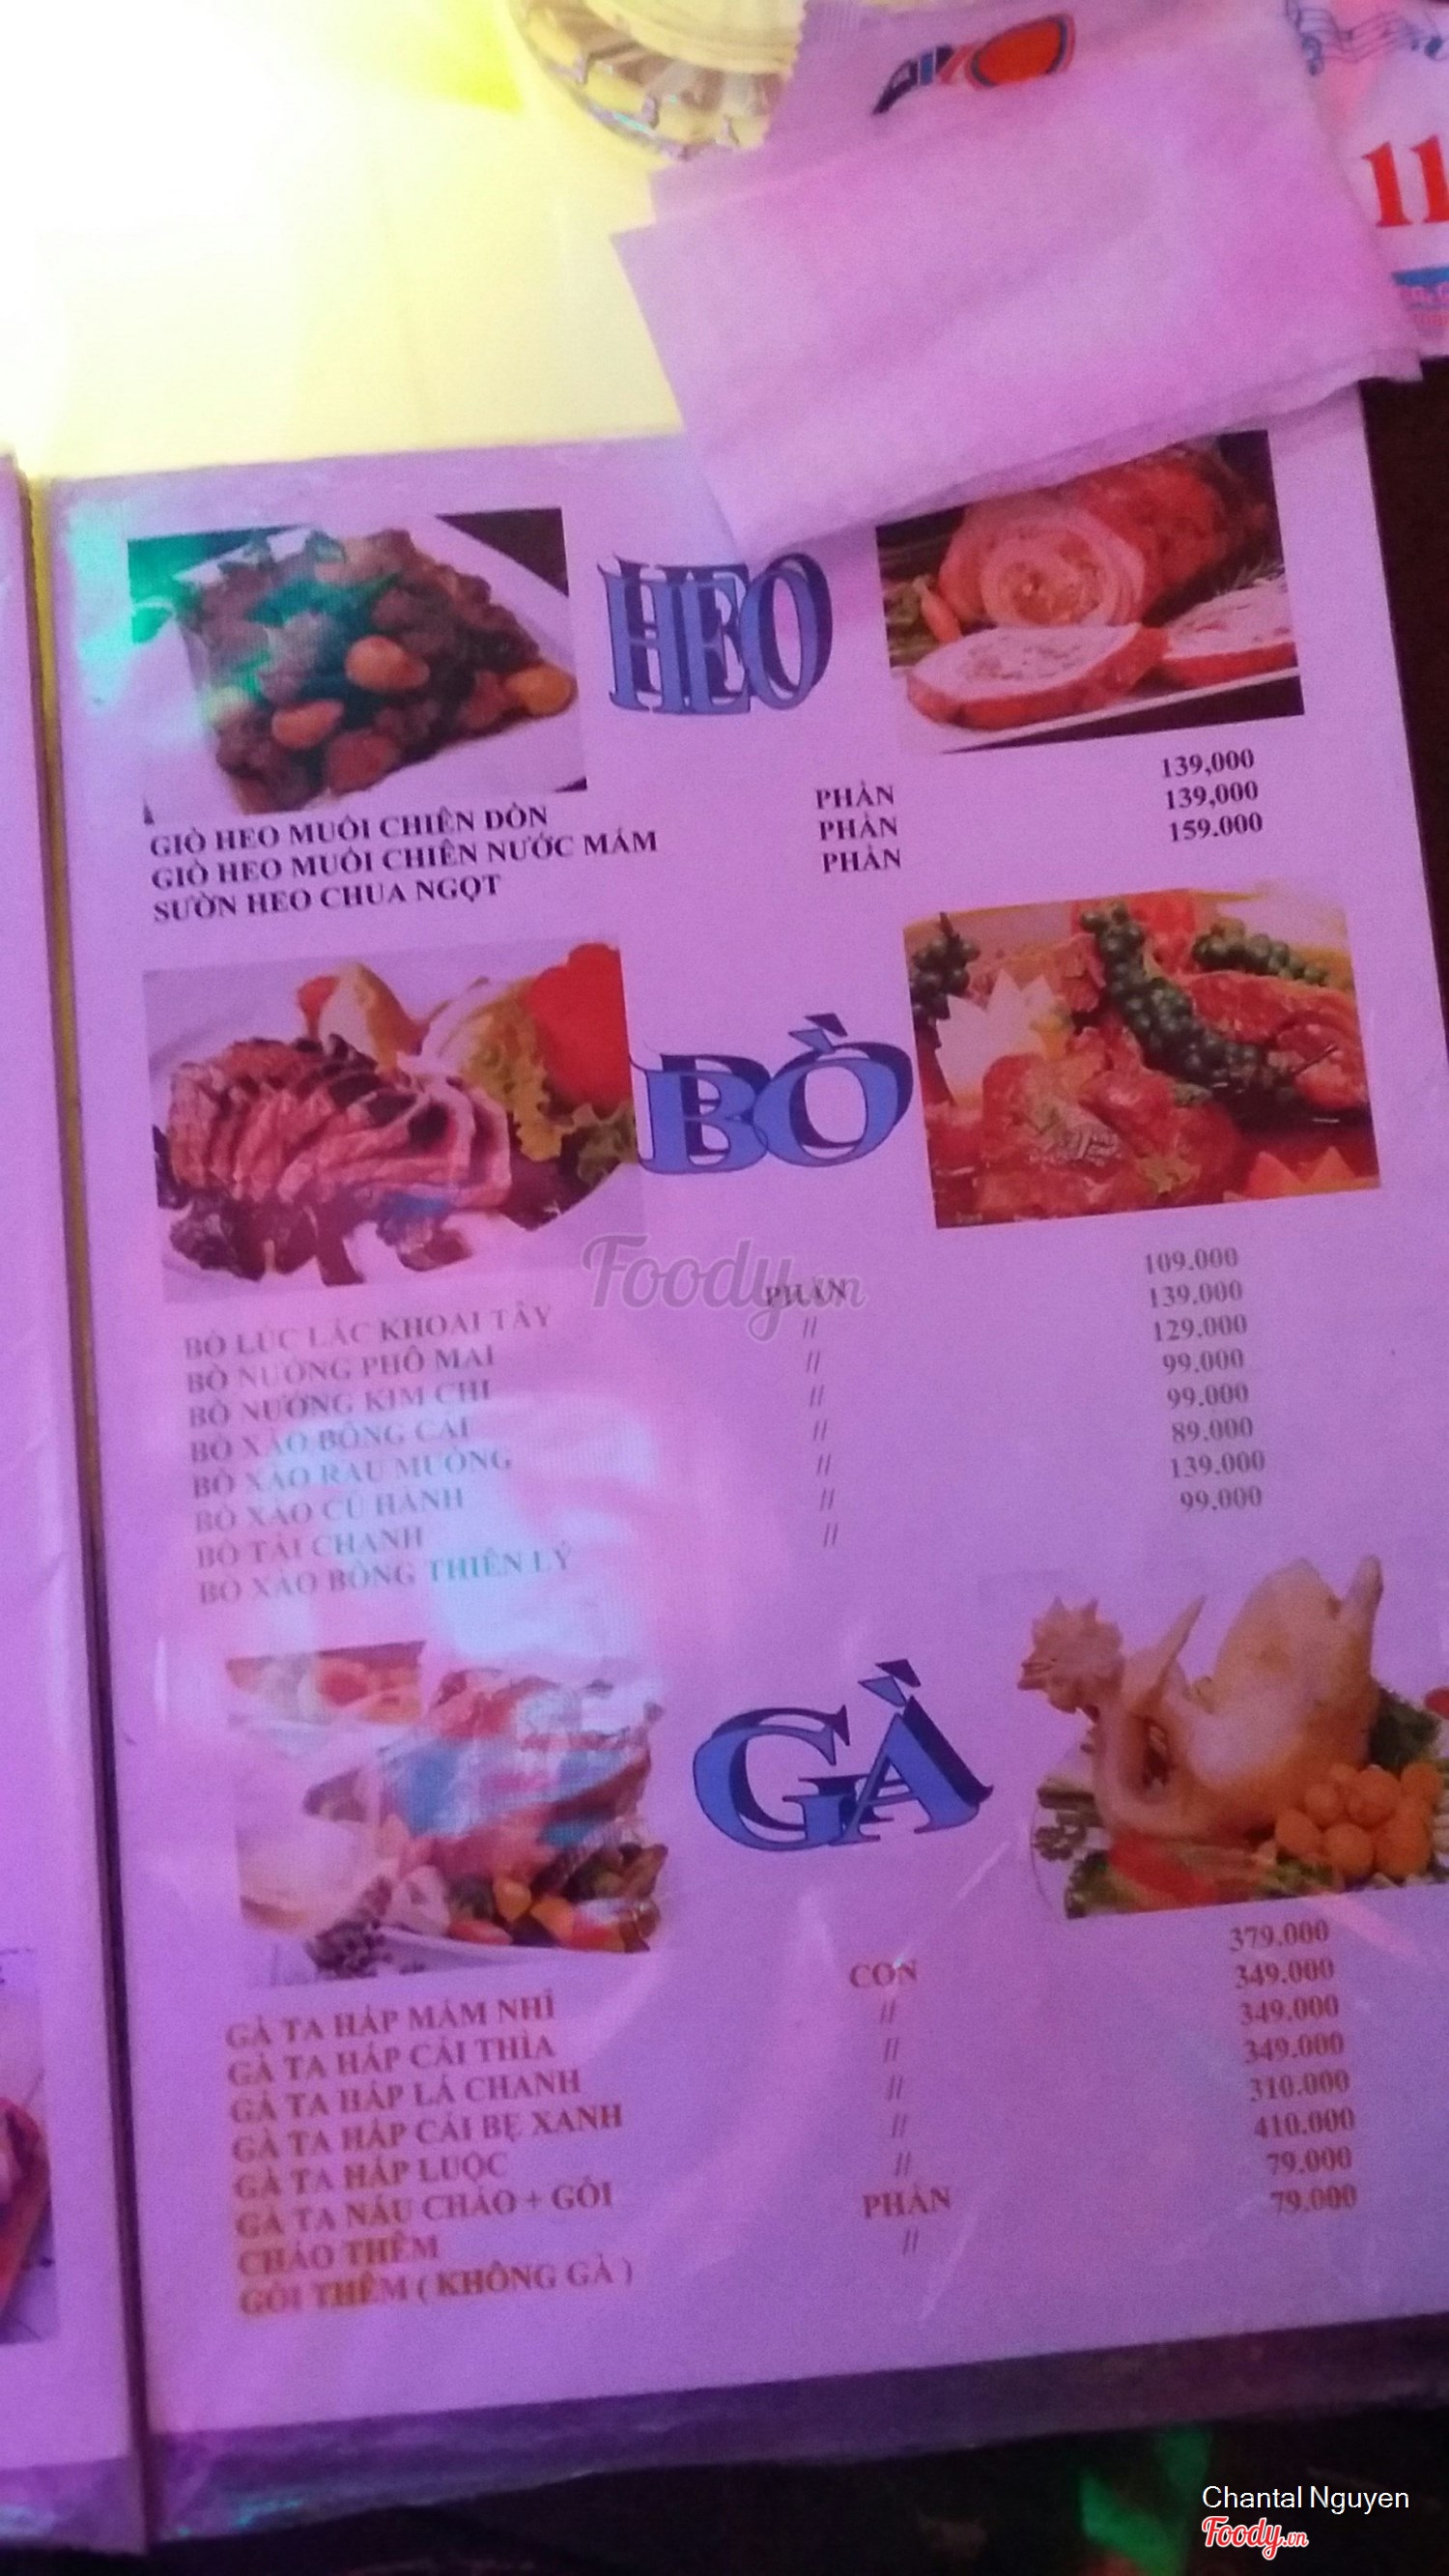 11
HEO
GIÒ HEO MUỐI CHIÊN DÒN PHẦN 139,000
GIÒ HEO MUỐI CHIÊN NƯỚC MẮM PHẦN 139,000
SƯỜN HEO CHUA NGỌT PHẦN 159.000
BÒ
BÒ LÚC LẮC KHOAI TÂY PHẦN 109.000
BÒ NƯỚNG PHÔ MAI // 139.000
BÒ NƯỚNG KIM CHI // 129.000
BÒ XÀO BÔNG CẢI // 99.000
BÒ XÀO RAU MUỐNG // 99.000
BÒ XÀO CỦ HÀNH // 89.000
BÒ TÁI CHANH // 139.000
BÒ XÀO BÔNG THIÊN LÝ // 99.000
Foody.vn
GÀ
GÀ TA HẤP MẮM NHĨ CON 379.000
GÀ TA HẤP CẢI THÌA // 349.000
GÀ TA HẤP LÁ CHANH // 349.000
GÀ TA HẤP CẢI BẸ XANH // 349.000
GÀ TA HẤP LUỘC // 310.000
GÀ TA NẤU CHÁO + GỎI // 410.000
CHÁO THÊM PHẦN 79.000
GỎI THÊM ( KHÔNG GÀ ) // 79.000
Chantal Nguyen
Foody.vn